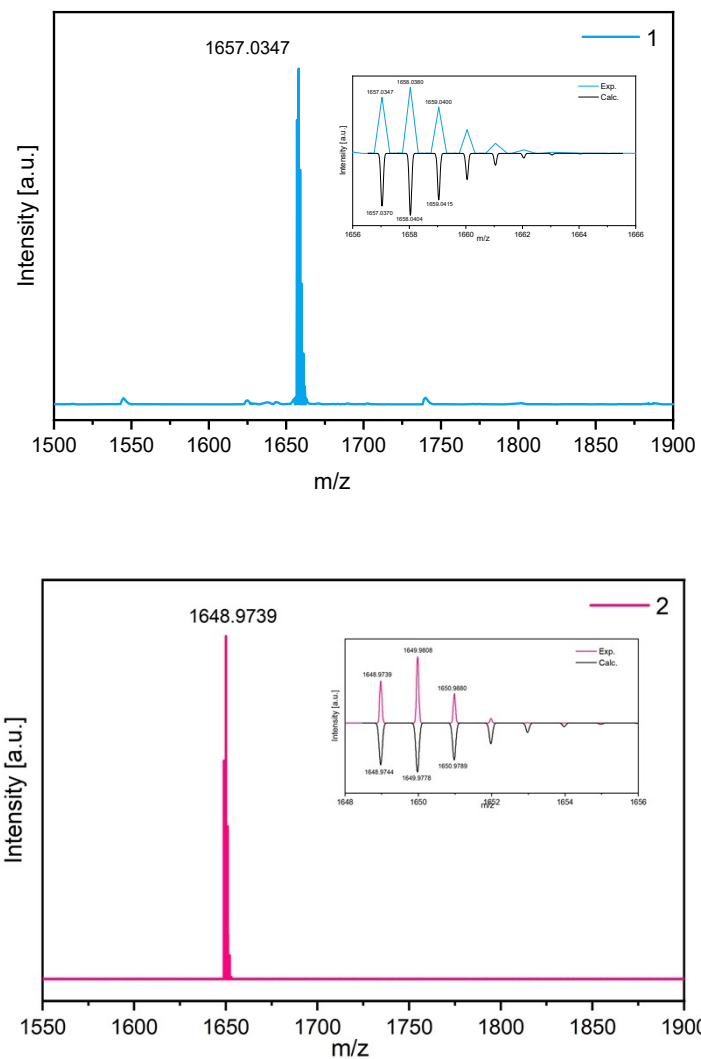 1657.0347
1
Exp.
Calc.
1657.0347
1658.0380
1659.0400
1657.0370
1658.0404
1659.0415
Intensity [a.u.]
1656 1658 1660 1662 1664 1666
m/z
Intensity [a.u.]
1500 1550 1600 1650 1700 1750 1800 1850 1900
m/z
1648.9739
2
Exp.
Calc.
1648.9739
1649.9808
1650.9880
1648.9744
1649.9778
1650.9789
Intensity [a.u.]
1648 1650 1652 1654 1656
m/z
Intensity [a.u.]
1550 1600 1650 1700 1750 1800 1850 1900
m/z